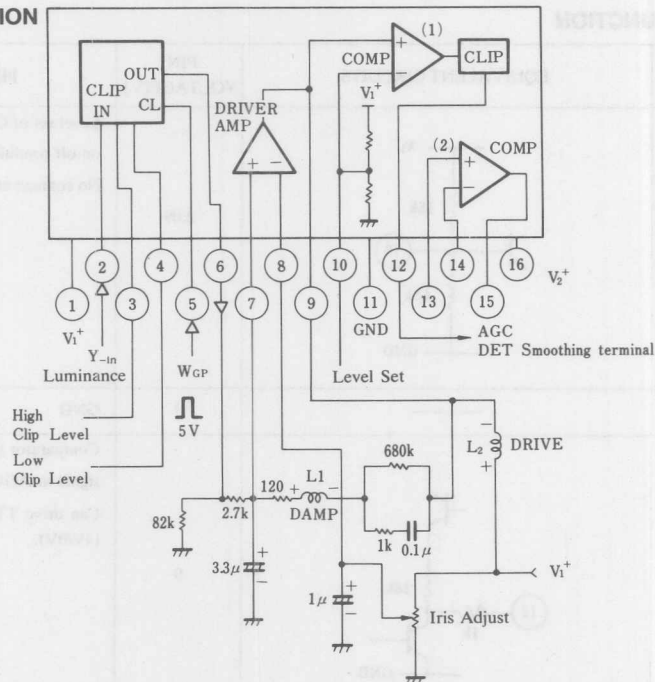 ION
OUT
CLIP
CL
IN
DRIVER
AMP
(1)
COMP
CLIP
V₁⁺
(2)
COMP
+
−
+
−
+
−
1
2
3
4
5
6
7
8
9
10
11
12
13
14
15
16
V₁⁺
Y-in
Luminance
High
Clip Level
Low
Clip Level
WGP
5V
GND
AGC
DET Smoothing terminal
V₂⁺
Level Set
680k
L₂
DRIVE
−
+
120
+
L1
−
DAMP
2.7k
82k
1k
0.1μ
V₁⁺
3.3μ
+
−
1μ
+
−
Iris Adjust